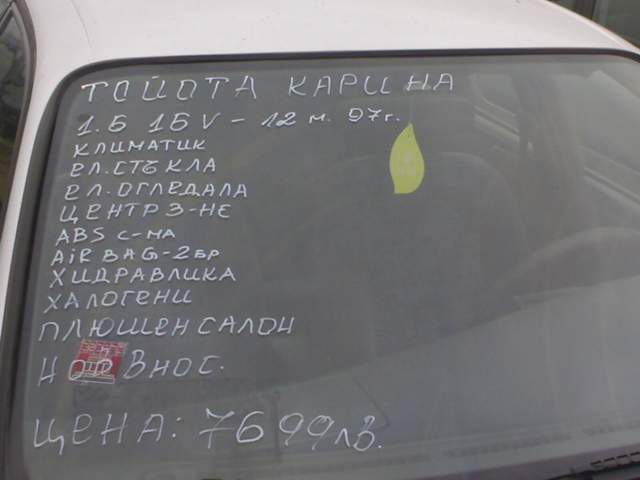 ТОЙОТА КАРИНА
1.6 16V - 12 м. 97г.
КЛИМАТИК
ЕЛ.СТЪКЛА
ЕЛ.ОГЛЕДАЛА
ЦЕНТР З-НЕ
ABS С-МА
AiR BAG-2БР
ХИДРАВЛИКА
ХАЛОГЕНИ
ПЛЮШЕН САЛОН
НОВ ВНОС.
ЦЕНА: 7699лв.